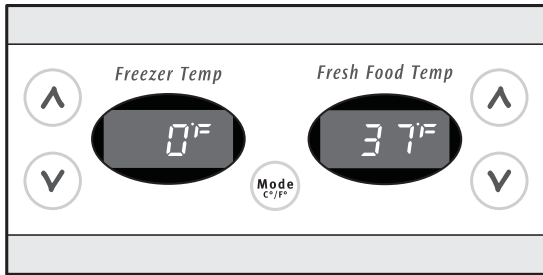 Freezer Temp
Fresh Food Temp
0°F
37°F
Mode
C°/F°